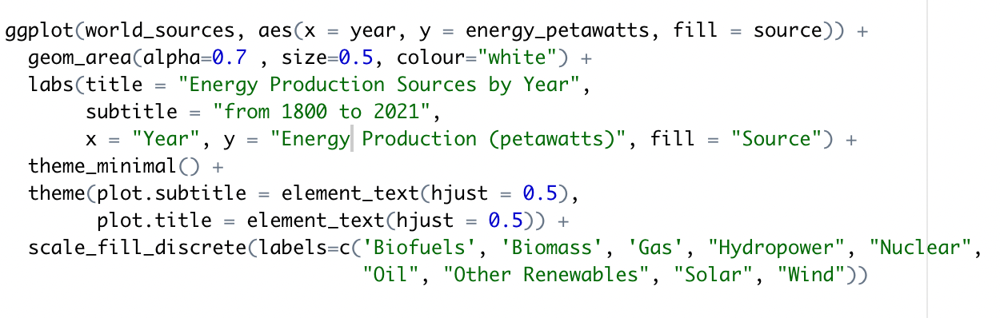 ggplot(world_sources, aes(x = year, y = energy_petawatts, fill = source)) +
  geom_area(alpha=0.7 , size=0.5, colour="white") +
  labs(title = "Energy Production Sources by Year",
       subtitle = "from 1800 to 2021",
       x = "Year", y = "Energy Production (petawatts)", fill = "Source") +
  theme_minimal() +
  theme(plot.subtitle = element_text(hjust = 0.5),
        plot.title = element_text(hjust = 0.5)) +
  scale_fill_discrete(labels=c('Biofuels', 'Biomass', 'Gas', "Hydropower", "Nuclear",
                               "Oil", "Other Renewables", "Solar", "Wind"))